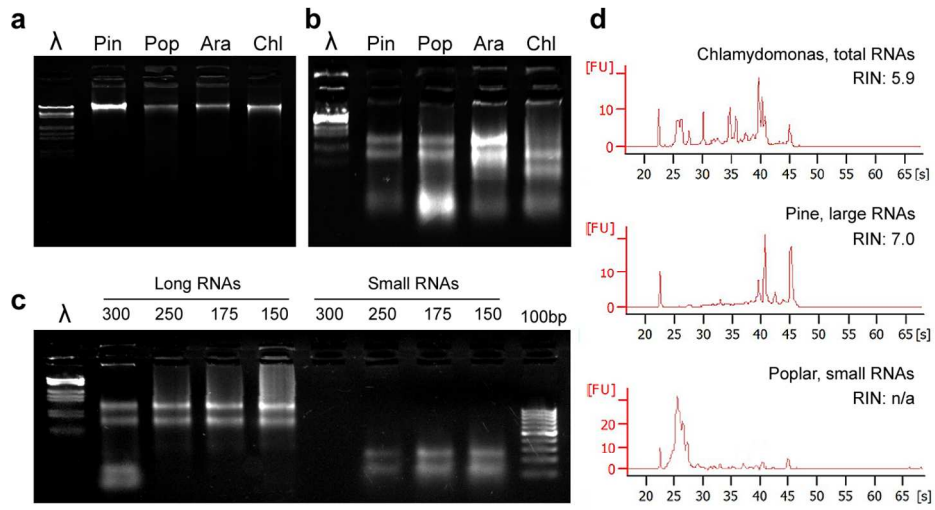 a
λ Pin Pop Ara Chl
b
λ Pin Pop Ara Chl
c
Long RNAs Small RNAs
λ 300 250 175 150 300 250 175 150 100bp
d
Chlamydomonas, total RNAs
RIN: 5.9
[FU]
10
0
20 25 30 35 40 45 50 55 60 65 [s]
Pine, large RNAs
RIN: 7.0
[FU]
10
0
20 25 30 35 40 45 50 55 60 65 [s]
Poplar, small RNAs
RIN: n/a
[FU]
20
10
0
20 25 30 35 40 45 50 55 60 65 [s]